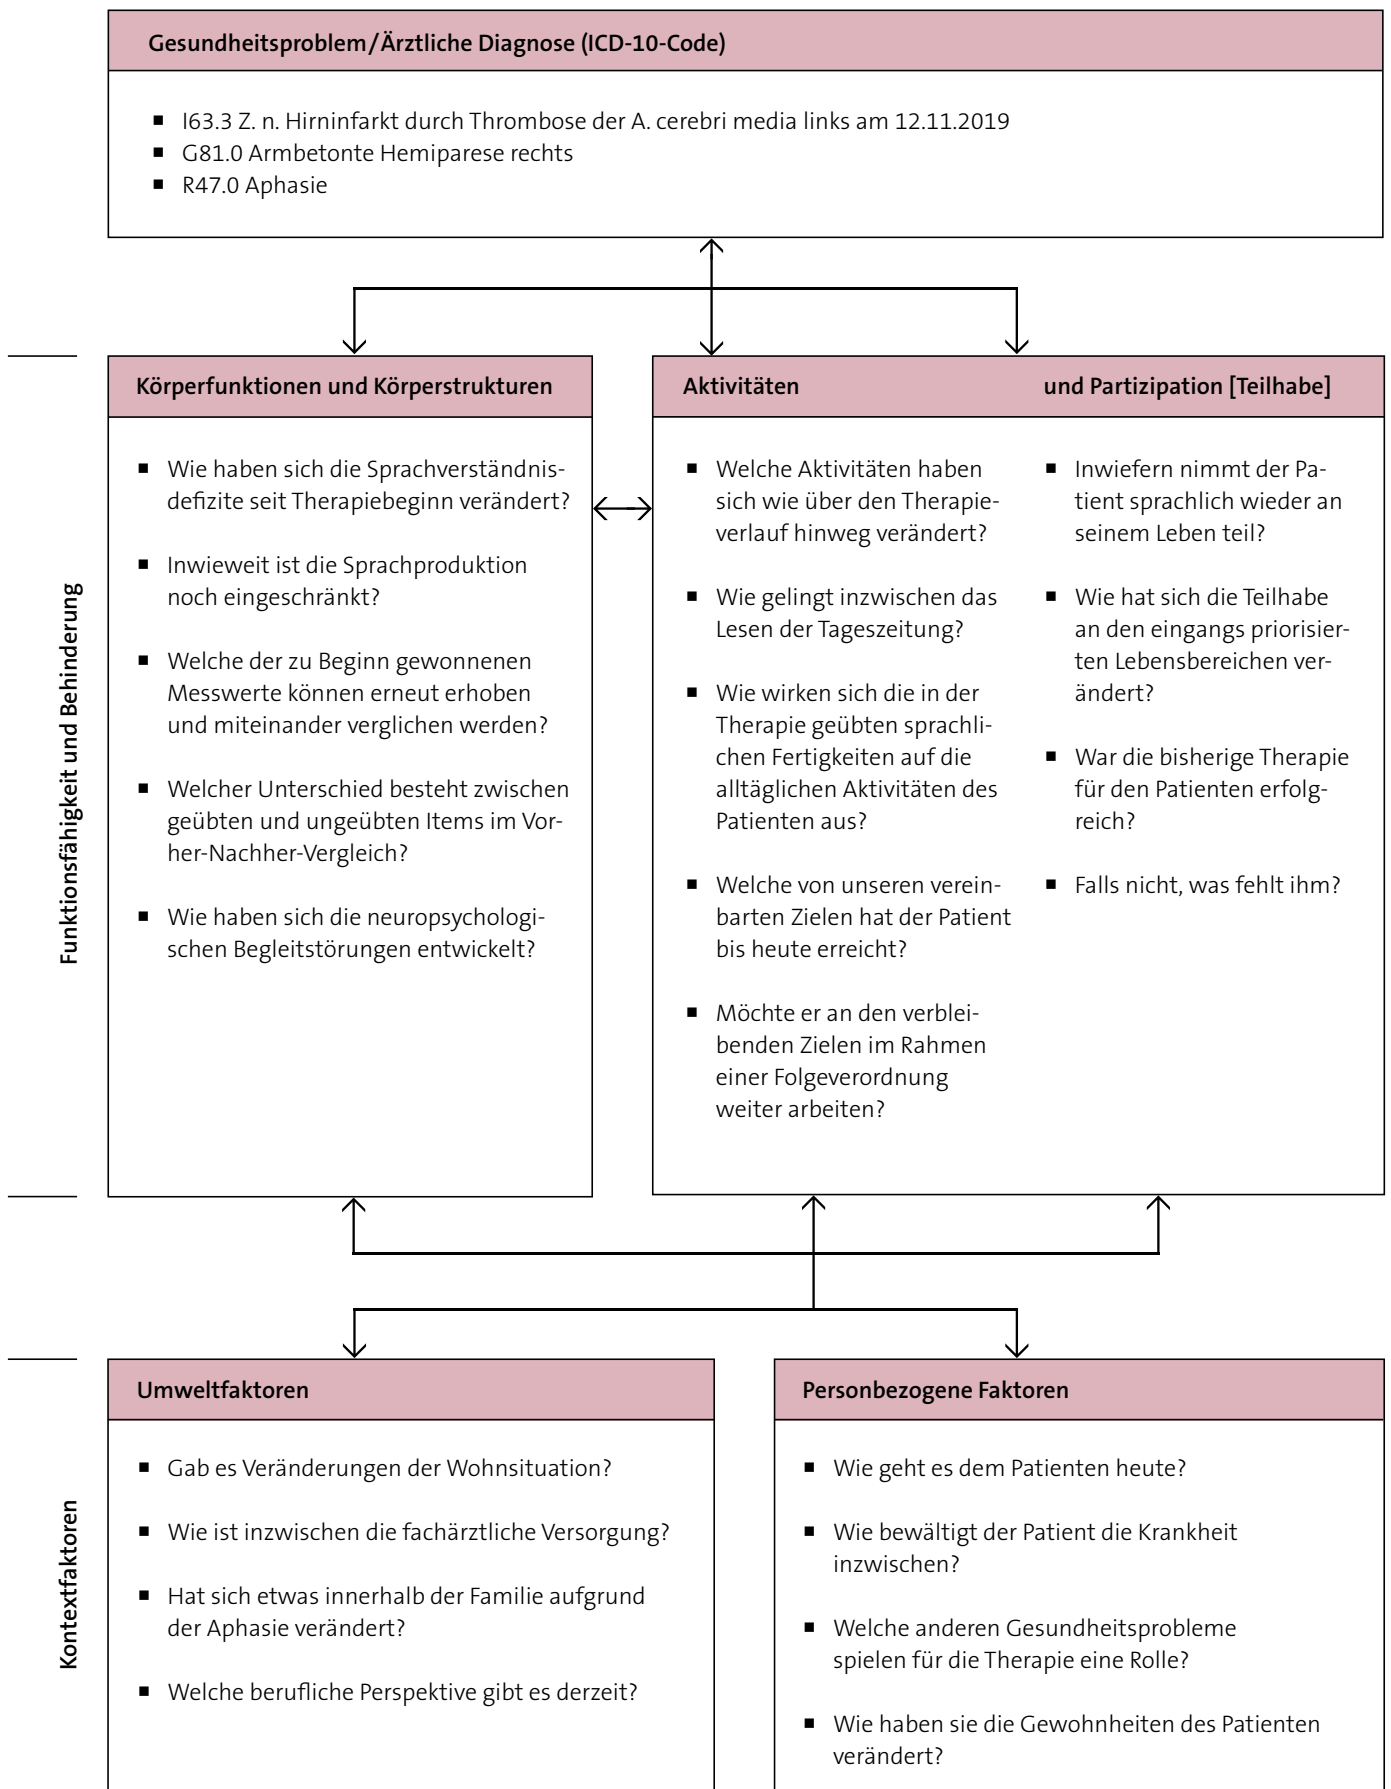 Gesundheitsproblem/Ärztliche Diagnose (ICD-10-Code)
■ I63.3 Z. n. Hirninfarkt durch Thrombose der A. cerebri media links am 12.11.2019
■ G81.0 Armbetonte Hemiparese rechts
■ R47.0 Aphasie
Funktionsfähigkeit und Behinderung
Körperfunktionen und Körperstrukturen
■ Wie haben sich die Sprachverständnis-
defizite seit Therapiebeginn verändert?
■ Inwieweit ist die Sprachproduktion
noch eingeschränkt?
■ Welche der zu Beginn gewonnenen
Messwerte können erneut erhoben
und miteinander verglichen werden?
■ Welcher Unterschied besteht zwischen
geübten und ungeübten Items im Vor-
her-Nachher-Vergleich?
■ Wie haben sich die neuropsychologi-
schen Begleitstörungen entwickelt?
Aktivitäten
■ Welche Aktivitäten haben
sich wie über den Therapie-
verlauf hinweg verändert?
■ Wie gelingt inzwischen das
Lesen der Tageszeitung?
■ Wie wirken sich die in der
Therapie geübten sprachli-
chen Fertigkeiten auf die
alltäglichen Aktivitäten des
Patienten aus?
■ Welche von unseren verein-
barten Zielen hat der Patient
bis heute erreicht?
■ Möchte er an den verblei-
benden Zielen im Rahmen
einer Folgeverordnung
weiter arbeiten?
und Partizipation [Teilhabe]
■ Inwiefern nimmt der Pa-
tient sprachlich wieder an
seinem Leben teil?
■ Wie hat sich die Teilhabe
an den eingangs priorisier-
ten Lebensbereichen ver-
ändert?
■ War die bisherige Therapie
für den Patienten erfolg-
reich?
■ Falls nicht, was fehlt ihm?
Kontextfaktoren
Umweltfaktoren
■ Gab es Veränderungen der Wohnsituation?
■ Wie ist inzwischen die fachärztliche Versorgung?
■ Hat sich etwas innerhalb der Familie aufgrund
der Aphasie verändert?
■ Welche berufliche Perspektive gibt es derzeit?
Personbezogene Faktoren
■ Wie geht es dem Patienten heute?
■ Wie bewältigt der Patient die Krankheit
inzwischen?
■ Welche anderen Gesundheitsprobleme
spielen für die Therapie eine Rolle?
■ Wie haben sie die Gewohnheiten des Patienten
verändert?